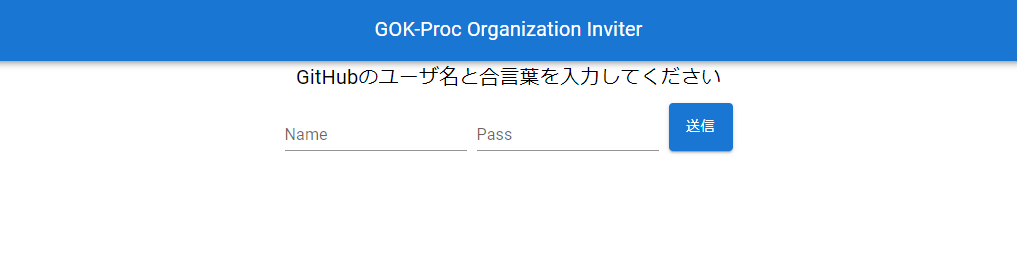 GOK-Proc Organization Inviter
GitHubのユーザ名と合言葉を入力してください
Name
Pass
送信